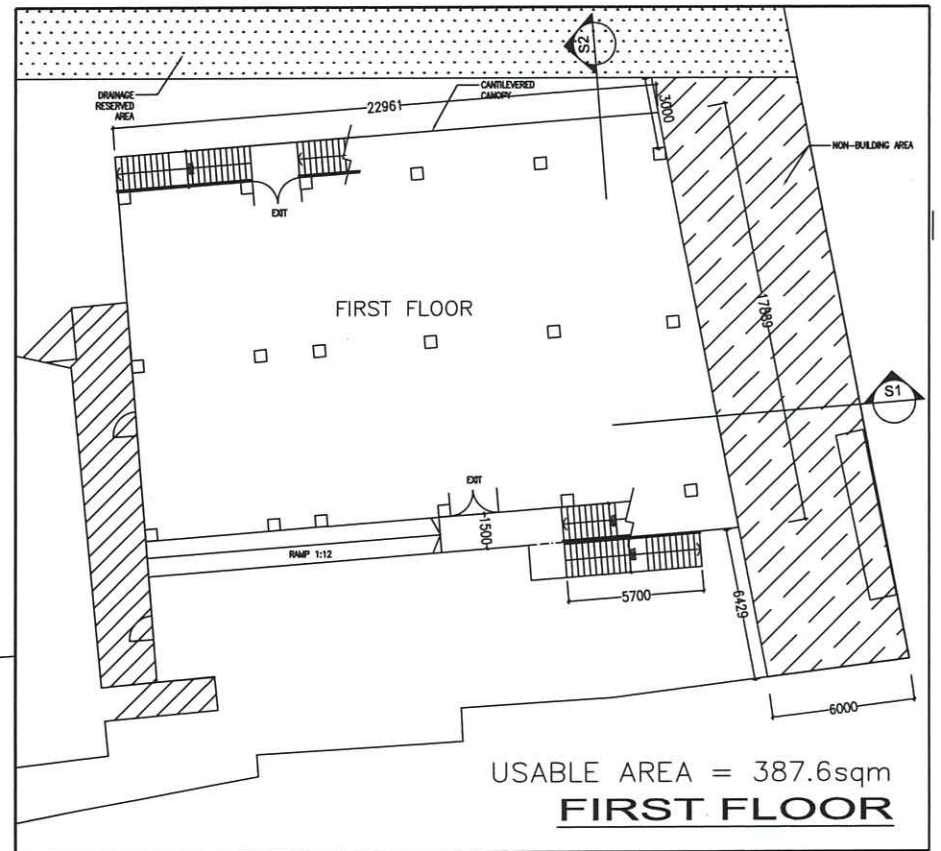 S2
DRAINAGE
RESERVED
AREA
22961
CANTILEVERED
CANOPY
3000
NON-BUILDING AREA
EXIT
FIRST FLOOR
17889
S1
EXIT
1500
RAMP 1:12
5700
6429
6000
USABLE AREA = 387.6sqm
FIRST FLOOR